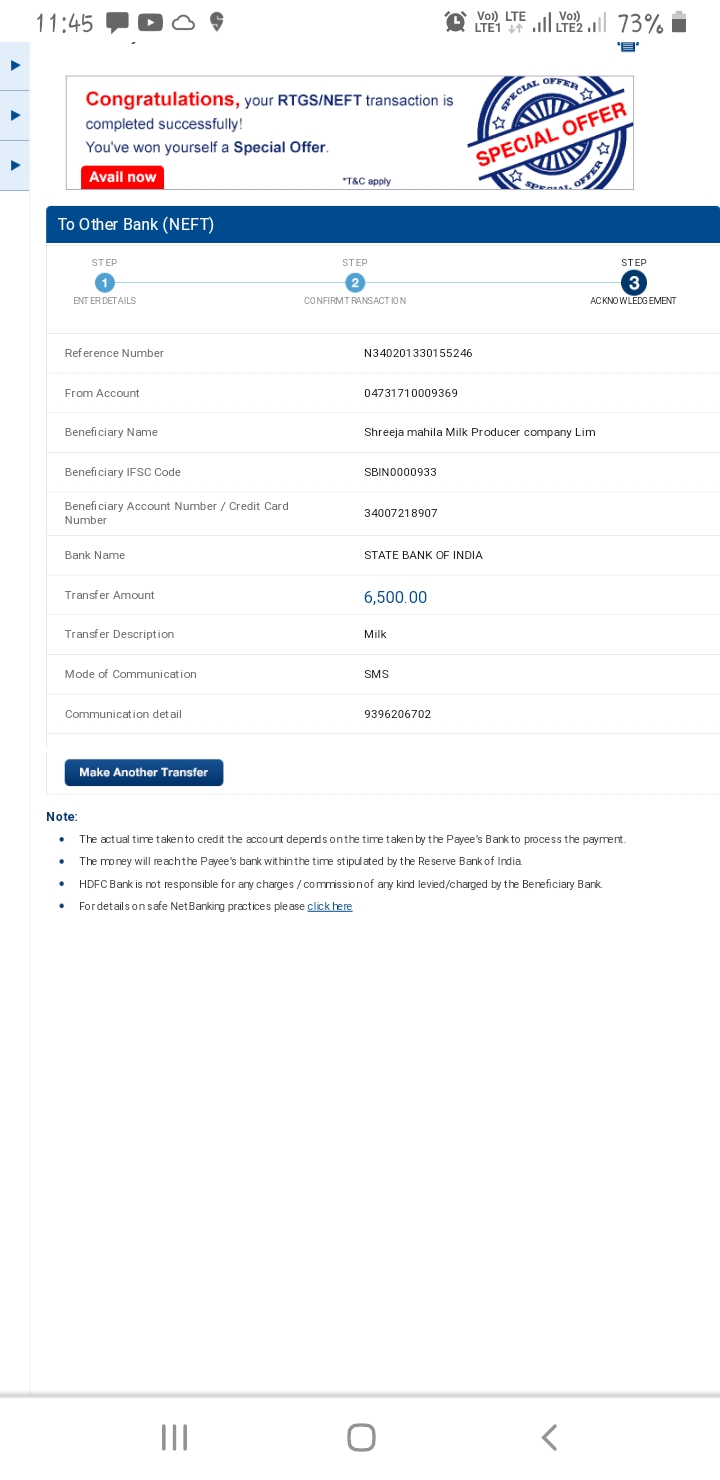 11:45
Vo)) LTE
LTE1
Vo))
LTE2
73%
Congratulations, your RTGS/NEFT transaction is
completed successfully!
You've won yourself a Special Offer.
Avail now
*T&C apply
SPECIAL OFFER
SPECIAL OFFER
SPECIAL OFFER
To Other Bank (NEFT)
STEP
STEP
STEP
1
2
3
ENTER DETAILS
CONFIRM TRANSACTION
ACKNOWLEDGEMENT
Reference Number N340201330155246
From Account 04731710009369
Beneficiary Name Shreeja mahila Milk Producer company Lim
Beneficiary IFSC Code SBIN0000933
Beneficiary Account Number / Credit Card
Number
34007218907
Bank Name STATE BANK OF INDIA
Transfer Amount 6,500.00
Transfer Description Milk
Mode of Communication SMS
Communication detail 9396206702
Make Another Transfer
Note:
• The actual time taken to credit the account depends on the time taken by the Payee's Bank to process the payment.
• The money will reach the Payee's bank within the time stipulated by the Reserve Bank of India.
• HDFC Bank is not responsible for any charges / commission of any kind levied/charged by the Beneficiary Bank.
• For details on safe NetBanking practices please click here